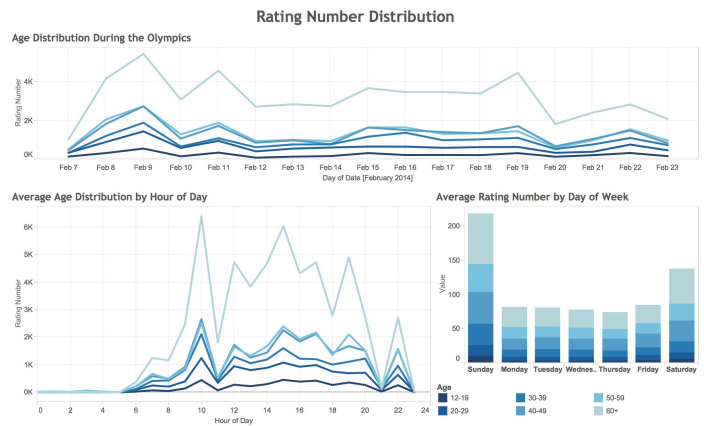 Rating Number Distribution
Age Distribution During the Olympics
Rating Number
4K
2K
0K
Feb 7 Feb 8 Feb 9 Feb 10 Feb 11 Feb 12 Feb 13 Feb 14 Feb 15 Feb 16 Feb 17 Feb 18 Feb 19 Feb 20 Feb 21 Feb 22 Feb 23
Day of Date [February 2014]
Average Age Distribution by Hour of Day
Rating Number
6K
5K
4K
3K
2K
1K
0K
0 2 4 6 8 10 12 14 16 18 20 22 24
Hour of Day
Average Rating Number by Day of Week
Value
200
150
100
50
0
Sunday Monday Tuesday Wednes.. Thursday Friday Saturday
Age
12-19 30-39 50-59
20-29 40-49 60+